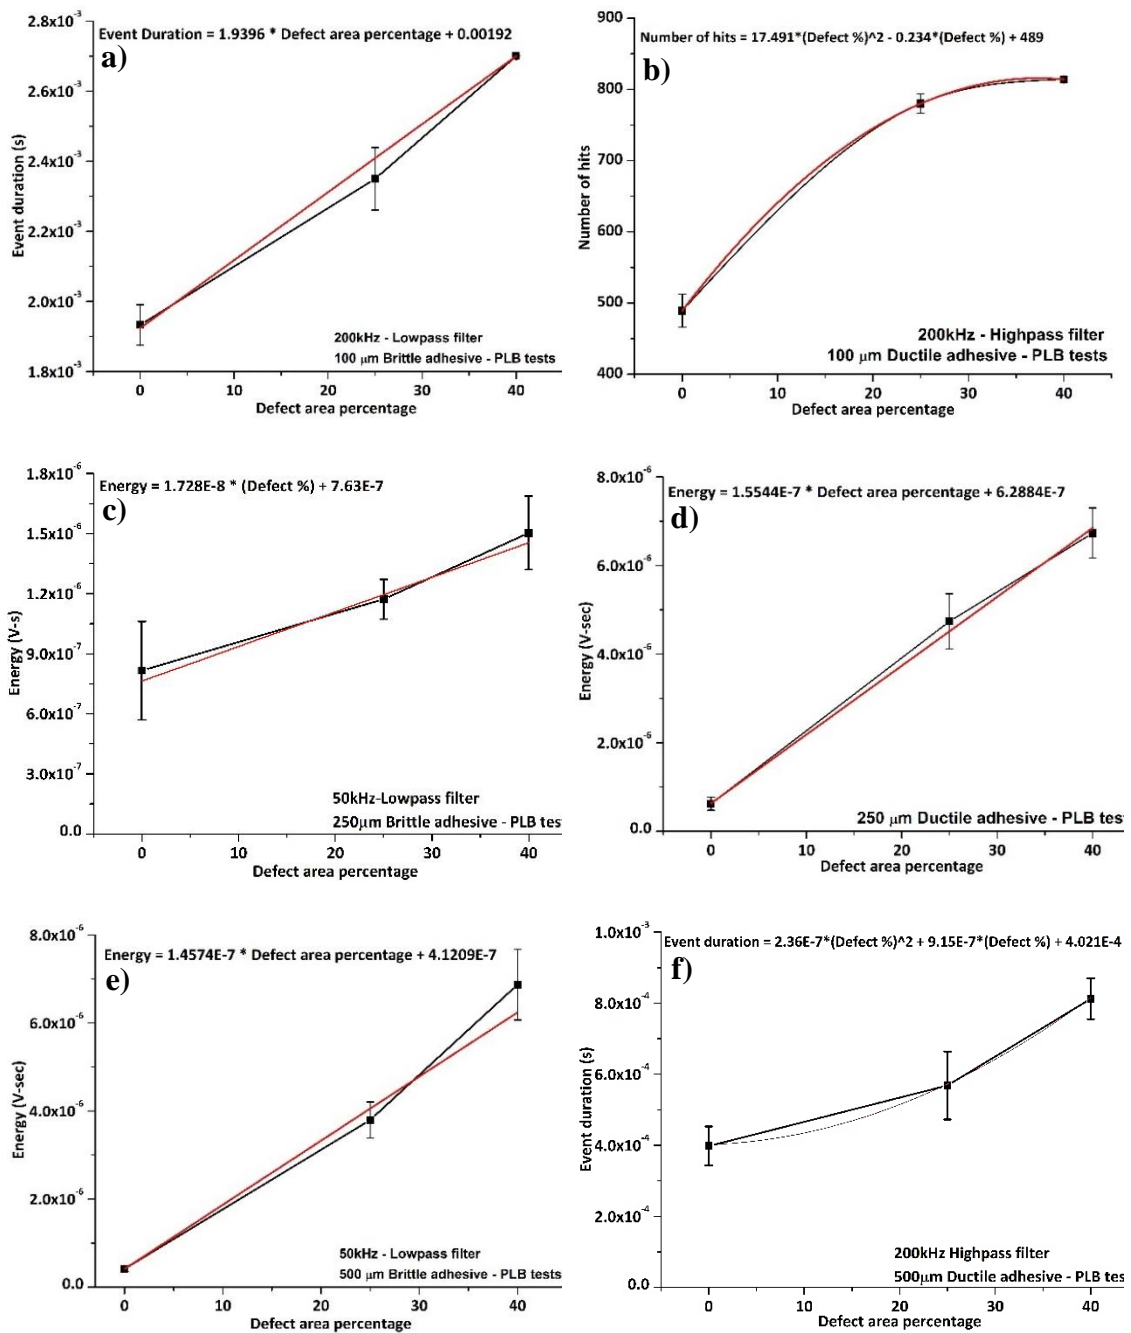 2.8x10⁻³
Event Duration = 1.9396 * Defect area percentage + 0.00192
a)
2.6x10⁻³
2.4x10⁻³
2.2x10⁻³
2.0x10⁻³
1.8x10⁻³
Event duration (s)
200kHz - Lowpass filter
100 μm Brittle adhesive - PLB tests
0 10 20 30 40
Defect area percentage
900
Number of hits = 17.491*(Defect %)^2 - 0.234*(Defect %) + 489
b)
800
700
600
500
400
Number of hits
200kHz - Highpass filter
100 μm Ductile adhesive - PLB tests
0 10 20 30 40
Defect area percentage
1.8x10⁻⁶
Energy = 1.728E-8 * (Defect %) + 7.63E-7
c)
1.5x10⁻⁶
1.2x10⁻⁶
9.0x10⁻⁷
6.0x10⁻⁷
3.0x10⁻⁷
0.0
Energy (V-s)
50kHz-Lowpass filter
250μm Brittle adhesive - PLB test
0 10 20 30 40
Defect area percentage
8.0x10⁻⁶
Energy = 1.5544E-7 * Defect area percentage + 6.2884E-7
d)
6.0x10⁻⁶
4.0x10⁻⁶
2.0x10⁻⁶
0.0
Energy (V-sec)
250 μm Ductile adhesive - PLB test
0 10 20 30 40
Defect area percentage
8.0x10⁻⁶
Energy = 1.4574E-7 * Defect area percentage + 4.1209E-7
e)
6.0x10⁻⁶
4.0x10⁻⁶
2.0x10⁻⁶
0.0
Energy (V-sec)
50kHz - Lowpass filter
500 μm Brittle adhesive - PLB tests
0 10 20 30 40
Defect area percentage
1.0x10⁻³
Event duration = 2.36E-7*(Defect %)^2 + 9.15E-7*(Defect %) + 4.021E-4
f)
8.0x10⁻⁴
6.0x10⁻⁴
4.0x10⁻⁴
2.0x10⁻⁴
0.0
Event duration (s)
200kHz Highpass filter
500μm Ductile adhesive - PLB test
0 10 20 30 40
Defect area percentage